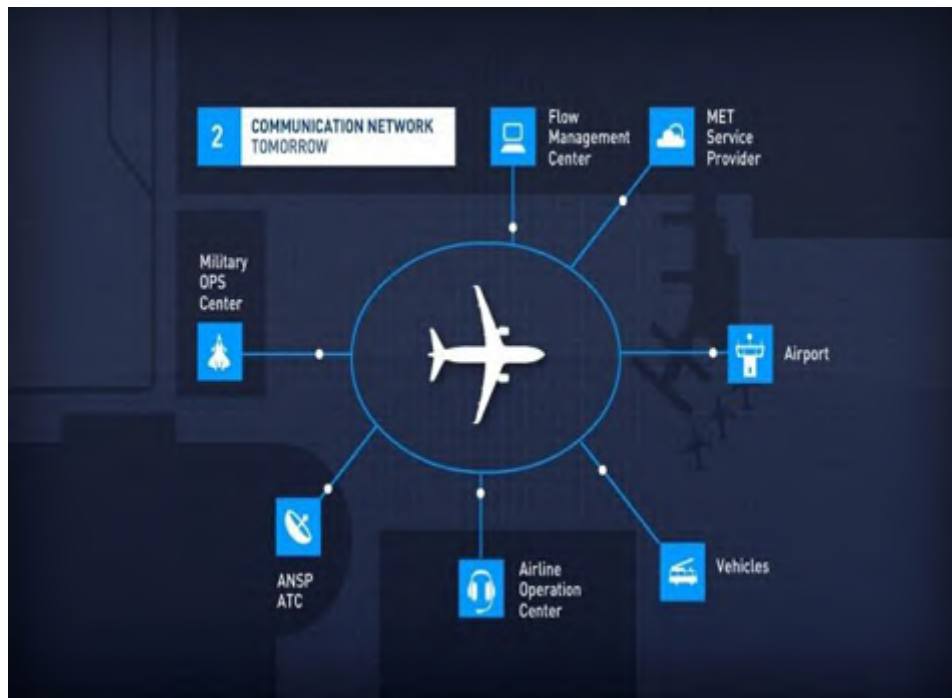 2
COMMUNICATION NETWORK
TOMORROW
Flow
Management
Center
MET
Service
Provider
Military
OPS
Center
Airport
ANSP
ATC
Airline
Operation
Center
Vehicles